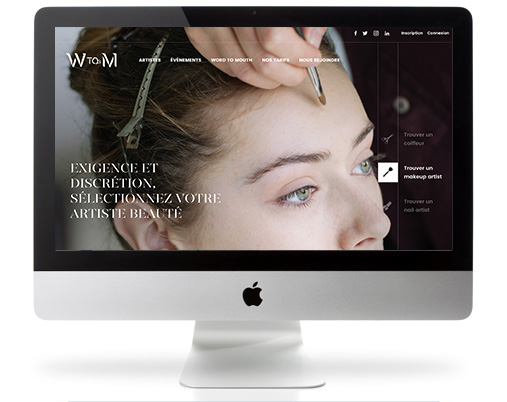 Inscription Connexion
WTOM
ARTISTES ÉVÉNEMENTS WORD TO MOUTH NOS TARIFS NOUS REJOINDRE
EXIGENCE ET
DISCRÉTION,
SÉLECTIONNEZ VOTRE
ARTISTE BEAUTÉ
Trouver un
coiffeur
Trouver un
makeup artist
Trouver un
nail artist